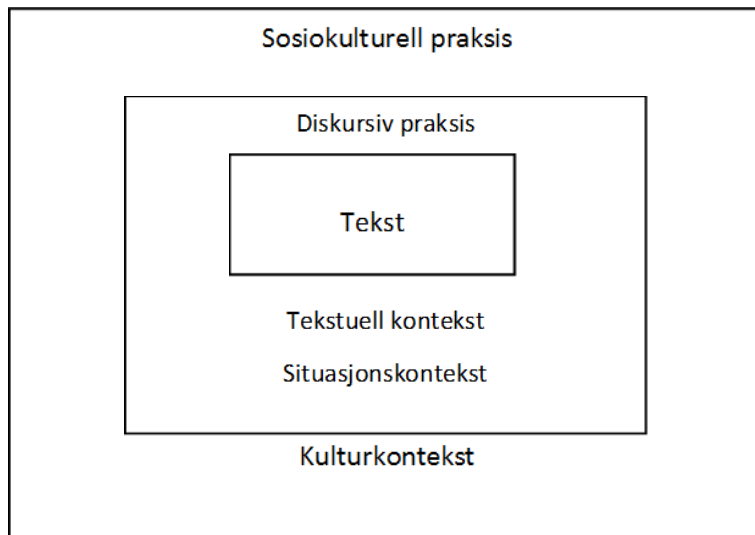 Sosiokulturell praksis
Diskursiv praksis
Tekst
Tekstuell kontekst
Situasjonskontekst
Kulturkontekst